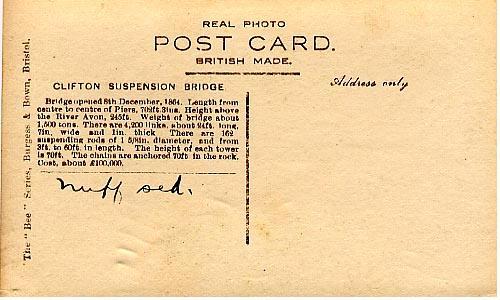 REAL PHOTO
POST CARD.
BRITISH MADE.
CLIFTON SUSPENSION BRIDGE
Bridge opened 8th December, 1864. Length from
centre to centre of Piers, 702ft. 3ins. Height above
the River Avon, 245ft. Weight of bridge about
1,500 tons. There are 4,200 links, about 24ft. long,
7in. wide and 1in. thick There are 162
suspending rods of 1 5/8in. diameter, and from
3ft. to 60ft. in length. The height of each tower
is 70ft. The chains are anchored 70ft in the rock.
Cost, about £100,000.
nuff sed.
Address only
The "Bee" Series, Burgess & Bown, Bristol.